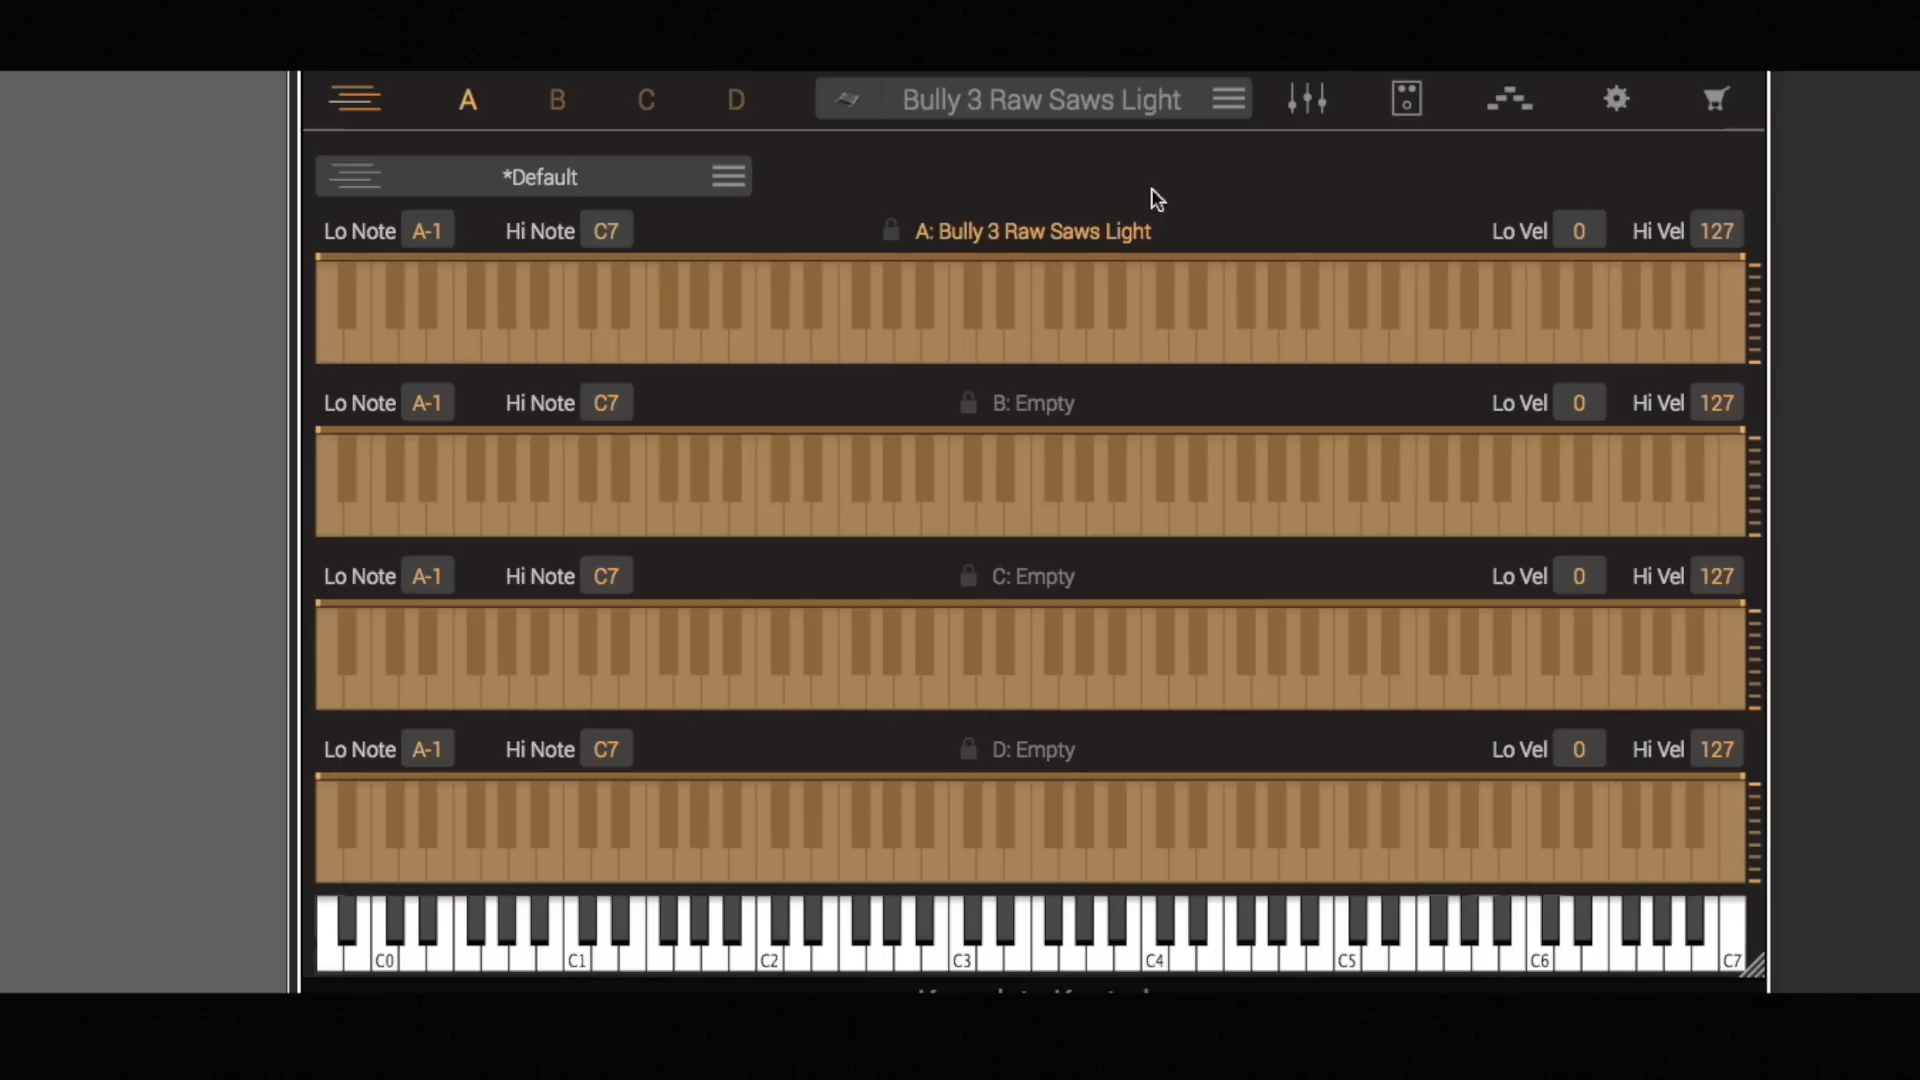 A B C D Bully 3 Raw Saws Light
*Default
Lo Note A-1 Hi Note C7 A: Bully 3 Raw Saws Light Lo Vel 0 Hi Vel 127
Lo Note A-1 Hi Note C7 B: Empty Lo Vel 0 Hi Vel 127
Lo Note A-1 Hi Note C7 C: Empty Lo Vel 0 Hi Vel 127
Lo Note A-1 Hi Note C7 D: Empty Lo Vel 0 Hi Vel 127
C0 C1 C2 C3 C4 C5 C6 C7